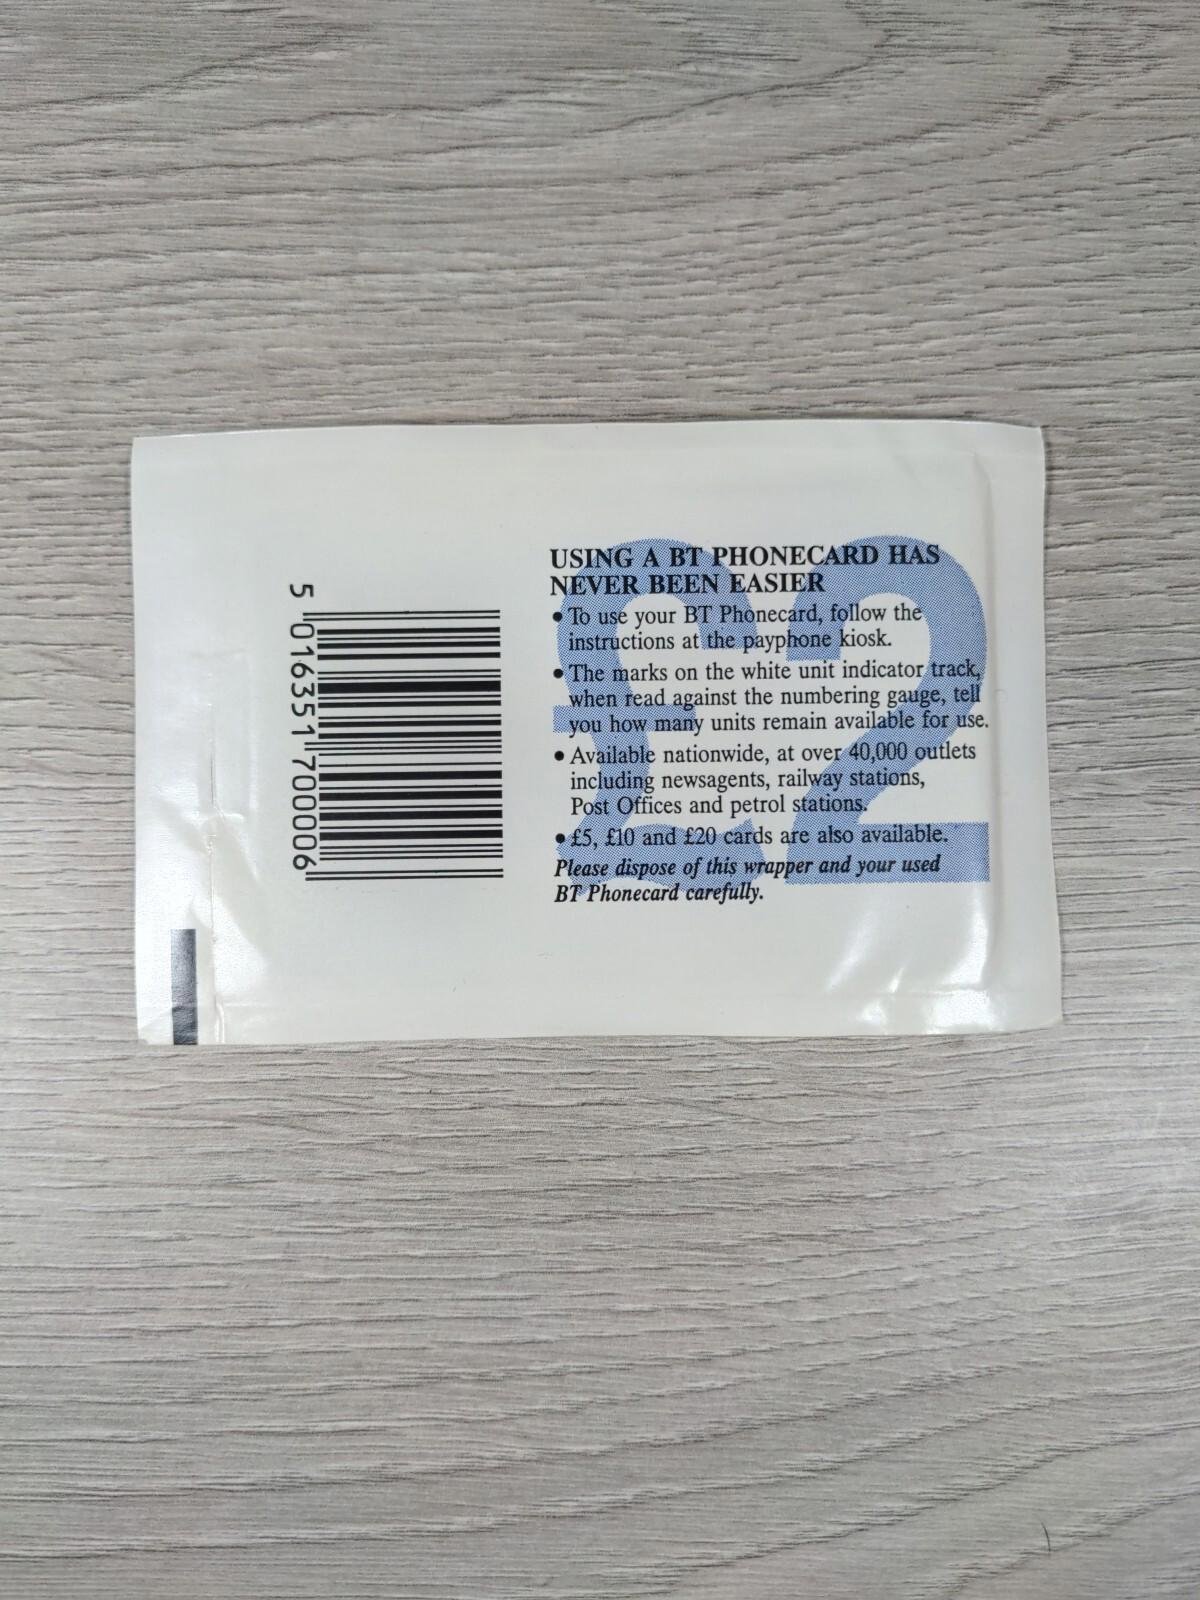 £2
USING A BT PHONECARD HAS
NEVER BEEN EASIER
• To use your BT Phonecard, follow the
instructions at the payphone kiosk.
• The marks on the white unit indicator track,
when read against the numbering gauge, tell
you how many units remain available for use.
• Available nationwide, at over 40,000 outlets
including newsagents, railway stations,
Post Offices and petrol stations.
• £5, £10 and £20 cards are also available.
Please dispose of this wrapper and your used
BT Phonecard carefully.
5 016351 700006